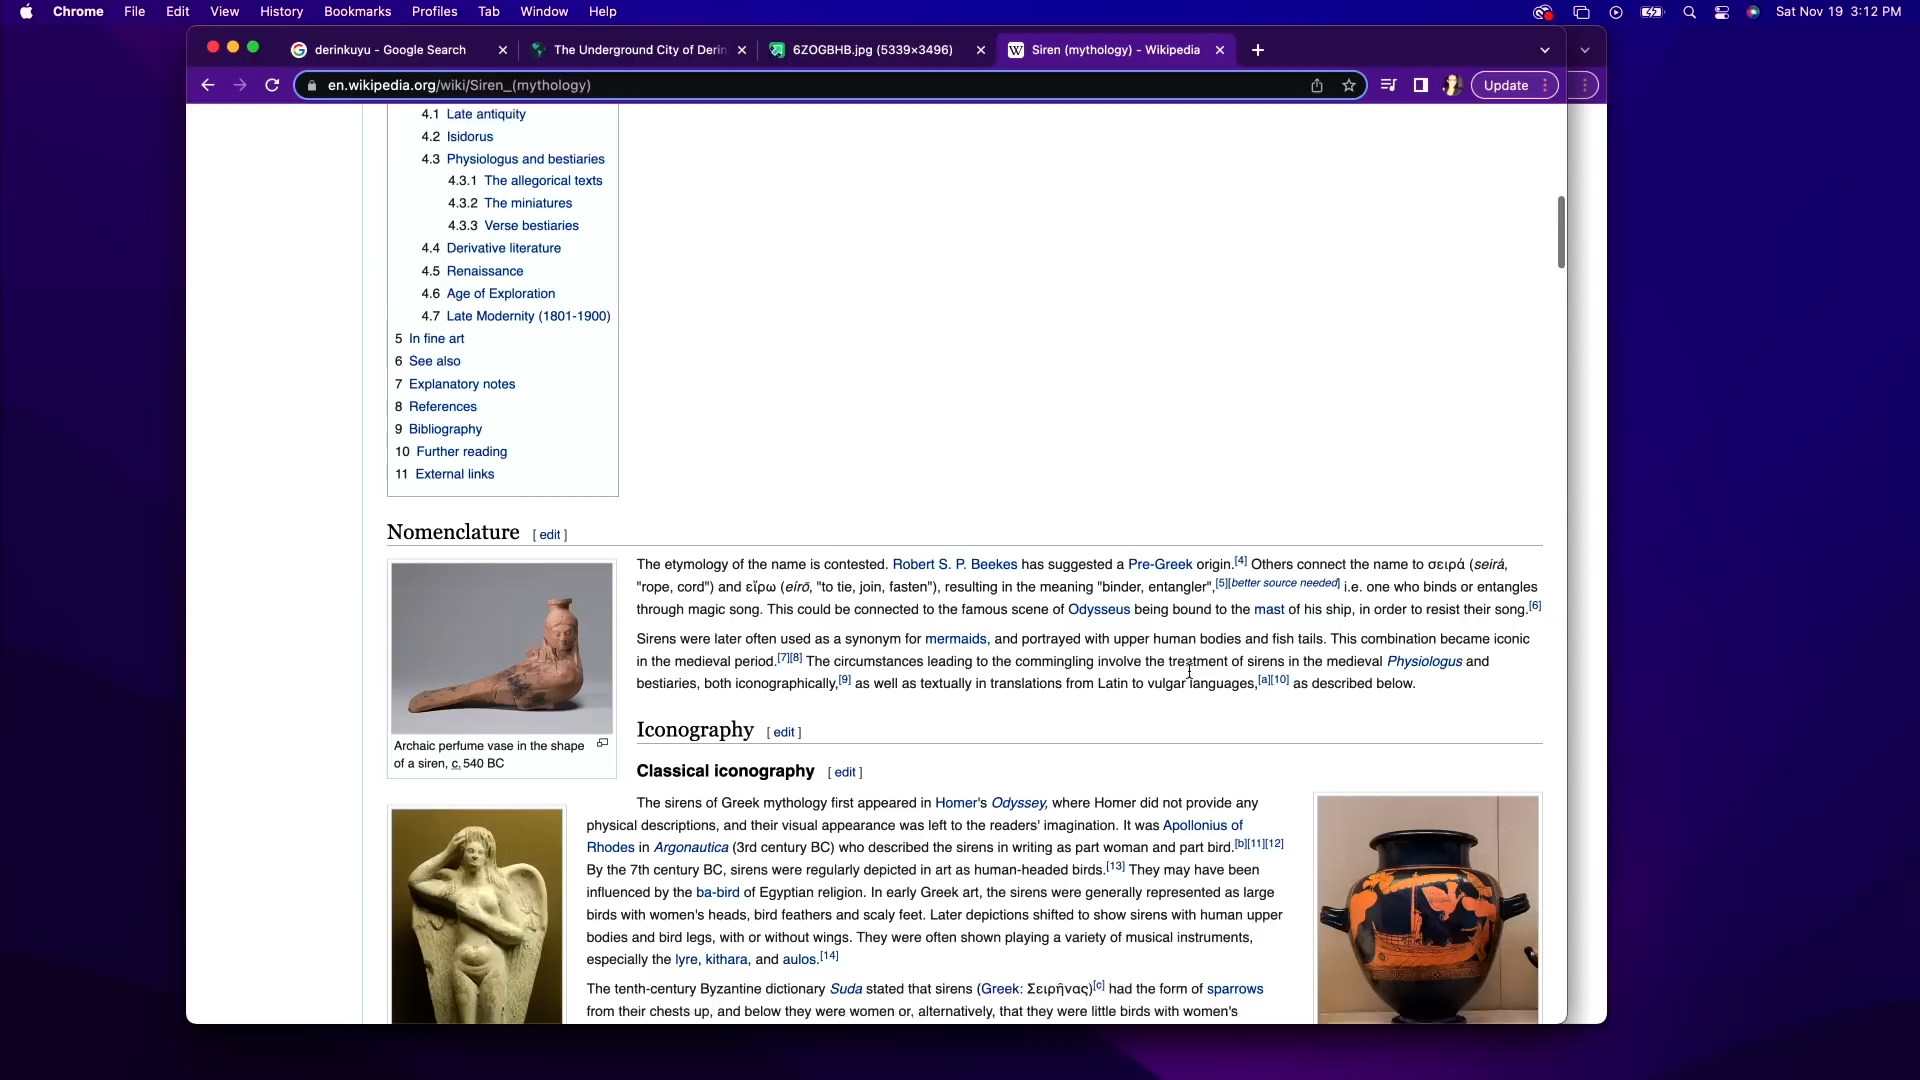 Chrome File Edit View History Bookmarks Profiles Tab Window Help Sat Nov 19 3:12 PM
derinkuyu - Google Search The Underground City of Derin 6ZOGBHB.jpg (5339×3496) Siren (mythology) - Wikipedia
en.wikipedia.org/wiki/Siren_(mythology) Update
4.1 Late antiquity
4.2 Isidorus
4.3 Physiologus and bestiaries
4.3.1 The allegorical texts
4.3.2 The miniatures
4.3.3 Verse bestiaries
4.4 Derivative literature
4.5 Renaissance
4.6 Age of Exploration
4.7 Late Modernity (1801-1900)
5 In fine art
6 See also
7 Explanatory notes
8 References
9 Bibliography
10 Further reading
11 External links
Nomenclature [ edit ]
The etymology of the name is contested. Robert S. P. Beekes has suggested a Pre-Greek origin.[4] Others connect the name to σειρά (seirá,
"rope, cord") and εἴρω (eírō, "to tie, join, fasten"), resulting in the meaning "binder, entangler",[5][better source needed] i.e. one who binds or entangles
through magic song. This could be connected to the famous scene of Odysseus being bound to the mast of his ship, in order to resist their song.[6]
Sirens were later often used as a synonym for mermaids, and portrayed with upper human bodies and fish tails. This combination became iconic
in the medieval period.[7][8] The circumstances leading to the commingling involve the treatment of sirens in the medieval Physiologus and
bestiaries, both iconographically,[9] as well as textually in translations from Latin to vulgar languages,[a][10] as described below.
Archaic perfume vase in the shape
of a siren, c. 540 BC
Iconography [ edit ]
Classical iconography [ edit ]
The sirens of Greek mythology first appeared in Homer's Odyssey, where Homer did not provide any
physical descriptions, and their visual appearance was left to the readers' imagination. It was Apollonius of
Rhodes in Argonautica (3rd century BC) who described the sirens in writing as part woman and part bird.[b][11][12]
By the 7th century BC, sirens were regularly depicted in art as human-headed birds.[13] They may have been
influenced by the ba-bird of Egyptian religion. In early Greek art, the sirens were generally represented as large
birds with women's heads, bird feathers and scaly feet. Later depictions shifted to show sirens with human upper
bodies and bird legs, with or without wings. They were often shown playing a variety of musical instruments,
especially the lyre, kithara, and aulos.[14]
The tenth-century Byzantine dictionary Suda stated that sirens (Greek: Σειρῆνας)[c] had the form of sparrows
from their chests up, and below they were women or, alternatively, that they were little birds with women's